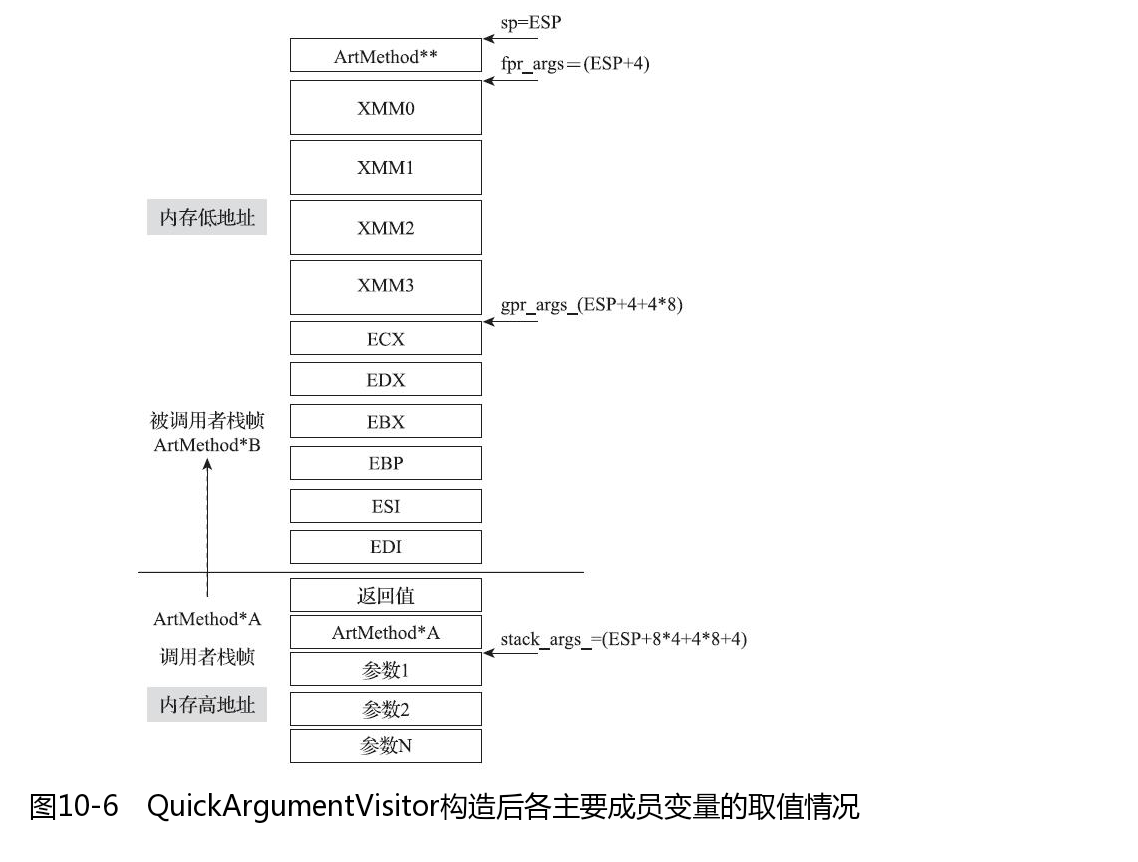 sp=ESP
ArtMethod**
fpr_args=(ESP+4)
XMM0
XMM1
内存低地址
XMM2
XMM3
gpr_args_(ESP+4+4*8)
ECX
EDX
被调用者栈帧
ArtMethod*B
EBX
EBP
ESI
EDI
返回值
ArtMethod*A
调用者栈帧
ArtMethod*A
stack_args_=(ESP+8*4+4*8+4)
参数1
内存高地址
参数2
参数N
图10-6 QuickArgumentVisitor构造后各主要成员变量的取值情况